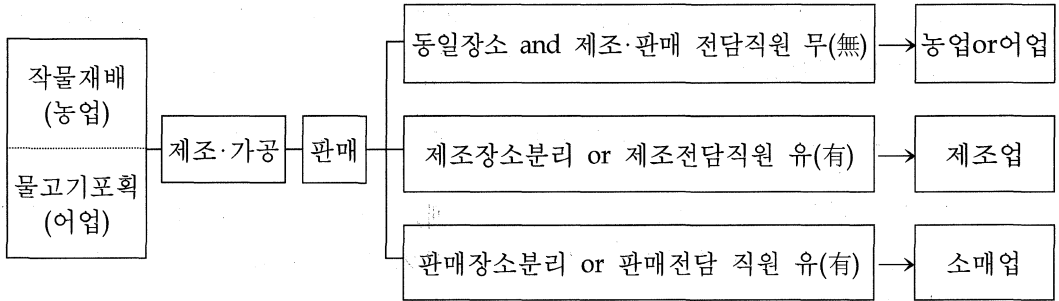 작물재배
(농업)
물고기포획
(어업)
제조·가공
판매
동일장소 and 제조·판매 전담직원 무(無)
농업or어업
제조장소분리 or 제조전담직원 유(有)
제조업
판매장소분리 or 판매전담 직원 유(有)
소매업